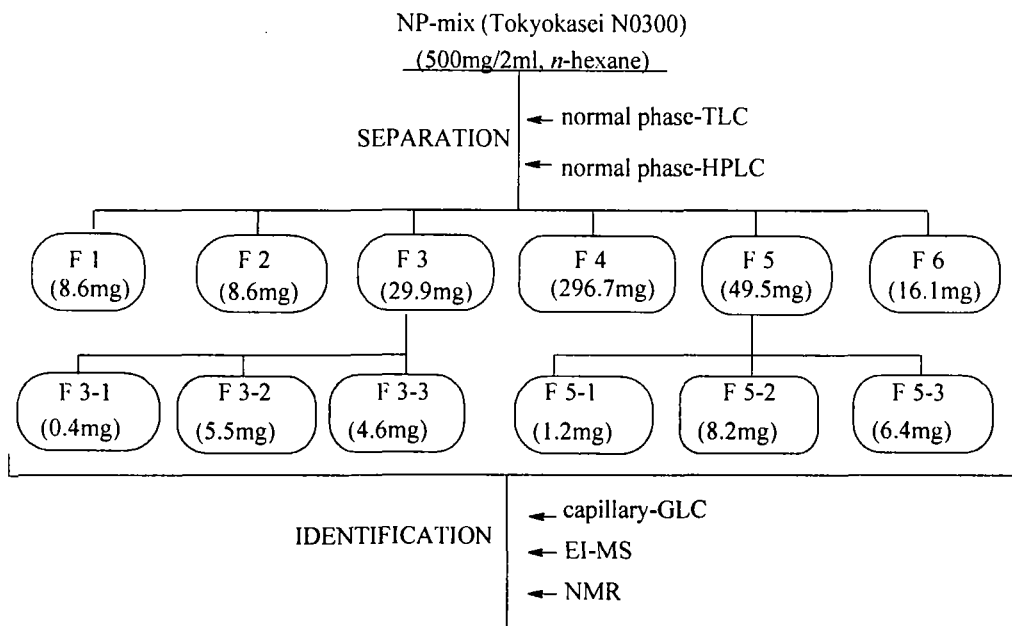 NP-mix (Tokyokasei N0300)
(500mg/2ml, n-hexane)
normal phase-TLC
SEPARATION
normal phase-HPLC
F 1
(8.6mg)
F 2
(8.6mg)
F 3
(29.9mg)
F 4
(296.7mg)
F 5
(49.5mg)
F 6
(16.1mg)
F 3-1
(0.4mg)
F 3-2
(5.5mg)
F 3-3
(4.6mg)
F 5-1
(1.2mg)
F 5-2
(8.2mg)
F 5-3
(6.4mg)
capillary-GLC
IDENTIFICATION
EI-MS
NMR